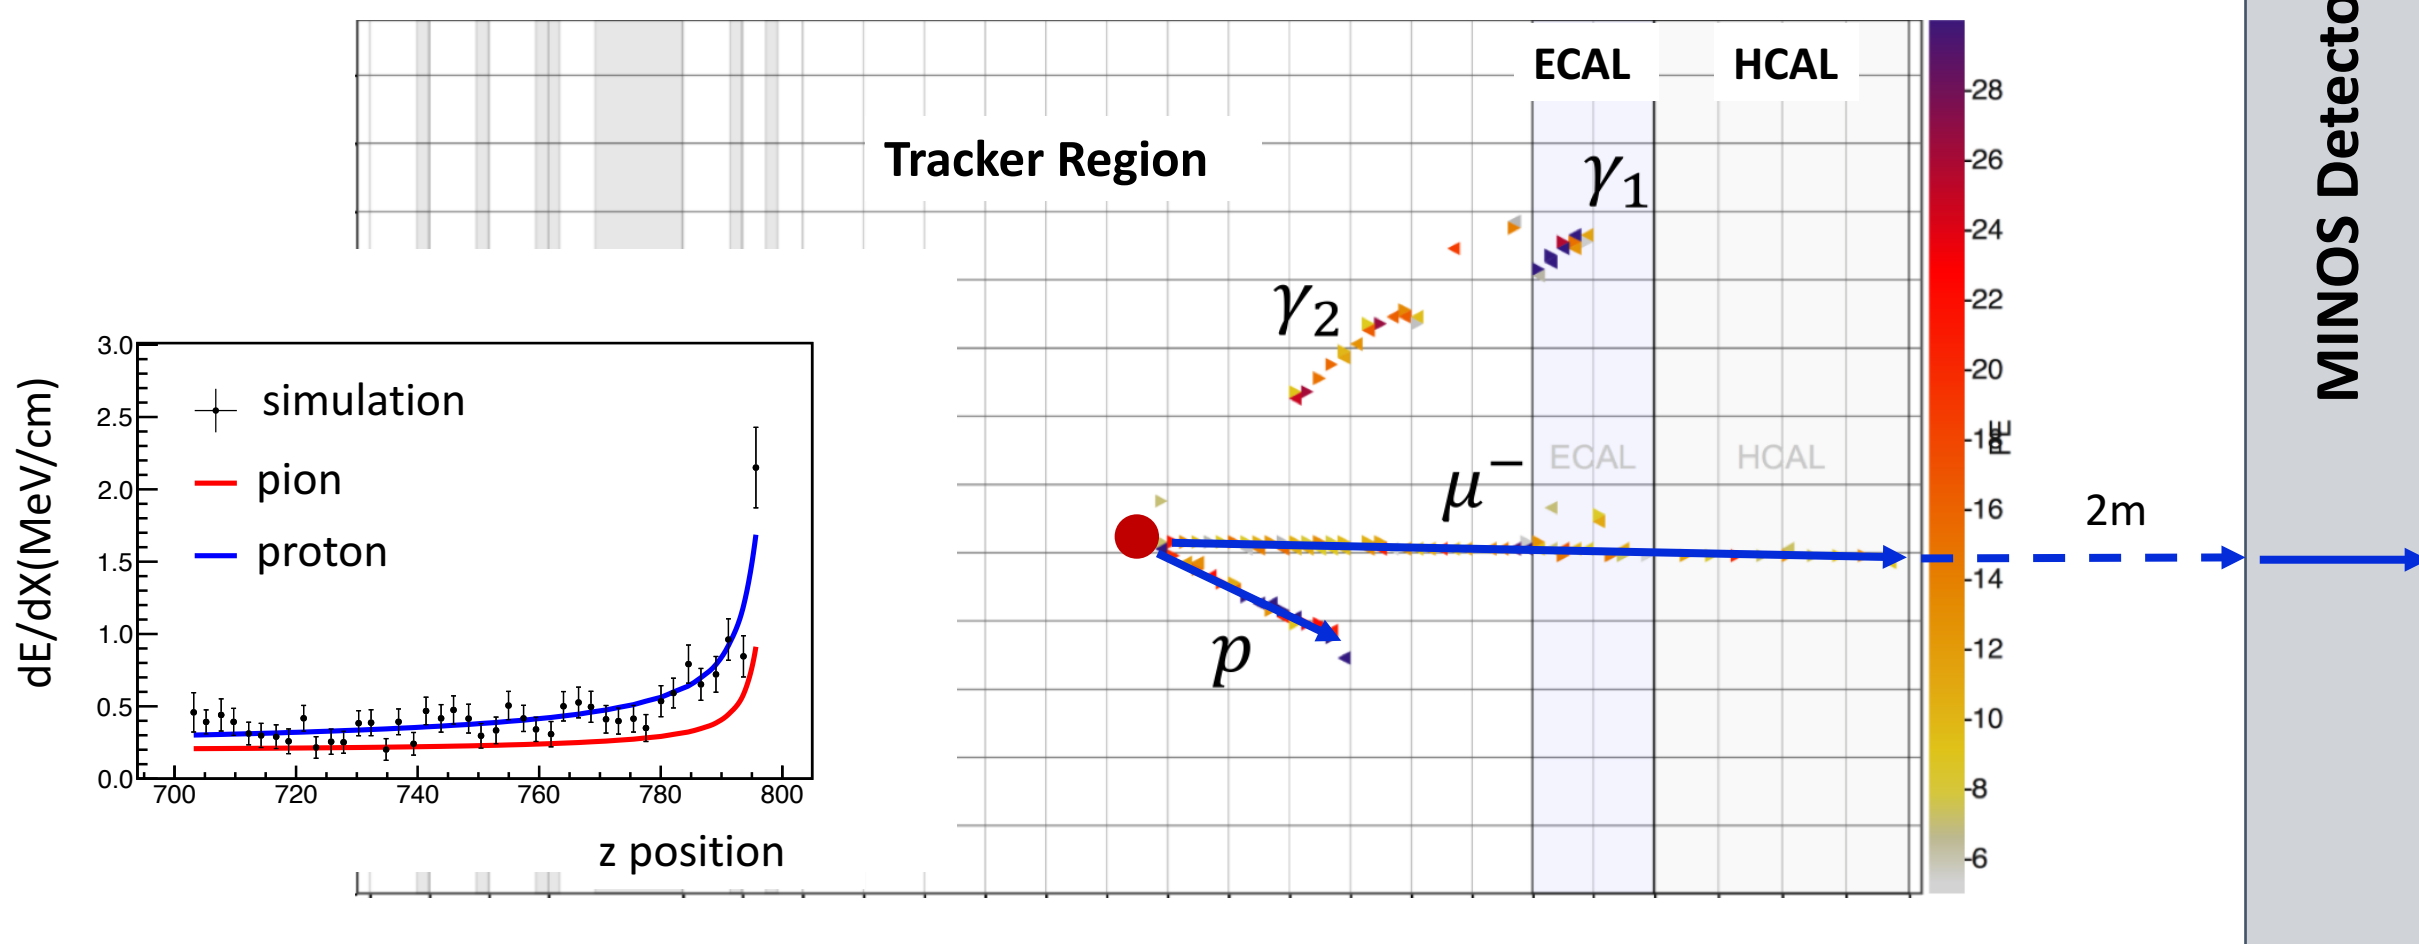 ECAL
HCAL
MINOS Detecto
Tracker Region
γ₁
γ₂
28
26
24
22
20
18
16
14
12
10
8
6
PE
ECAL
HCAL
μ⁻
p
2m
dE/dX(MeV/cm)
3.0
2.5
2.0
1.5
1.0
0.5
0.0
simulation
pion
proton
700 720 740 760 780 800
z position